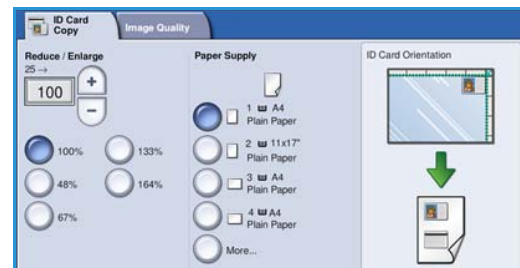 ID Card
Copy
Image Quality
Reduce / Enlarge
25 →
100
+
−
100%
133%
48%
164%
67%
Paper Supply
1 A4
Plain Paper
2 11x17"
Plain Paper
3 A4
Plain Paper
4 A4
Plain Paper
More...
ID Card Orientation